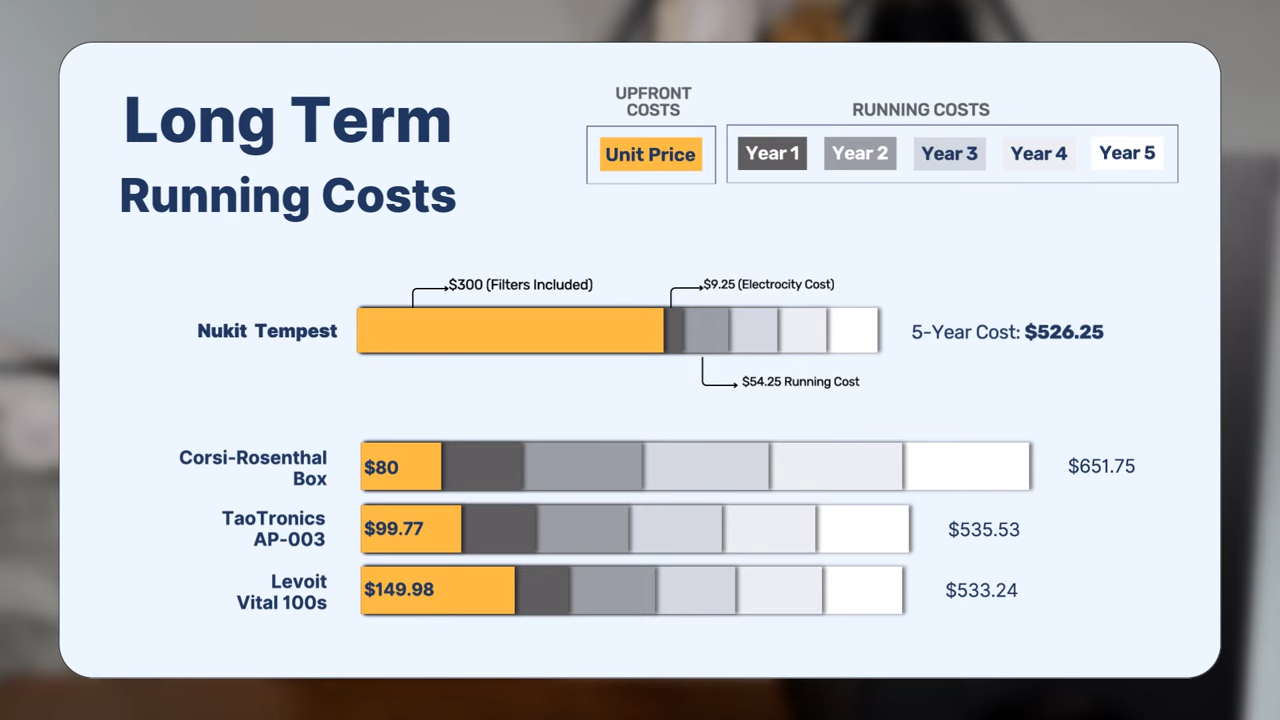 Long Term
Running Costs
UPFRONT
COSTS
Unit Price
RUNNING COSTS
Year 1 Year 2 Year 3 Year 4 Year 5
$300 (Filters Included)
$9.25 (Electrocity Cost)
Nukit Tempest
5-Year Cost: $526.25
$54.25 Running Cost
Corsi-Rosenthal
Box
$80
$651.75
TaoTronics
AP-003
$99.77
$535.53
Levoit
Vital 100s
$149.98
$533.24